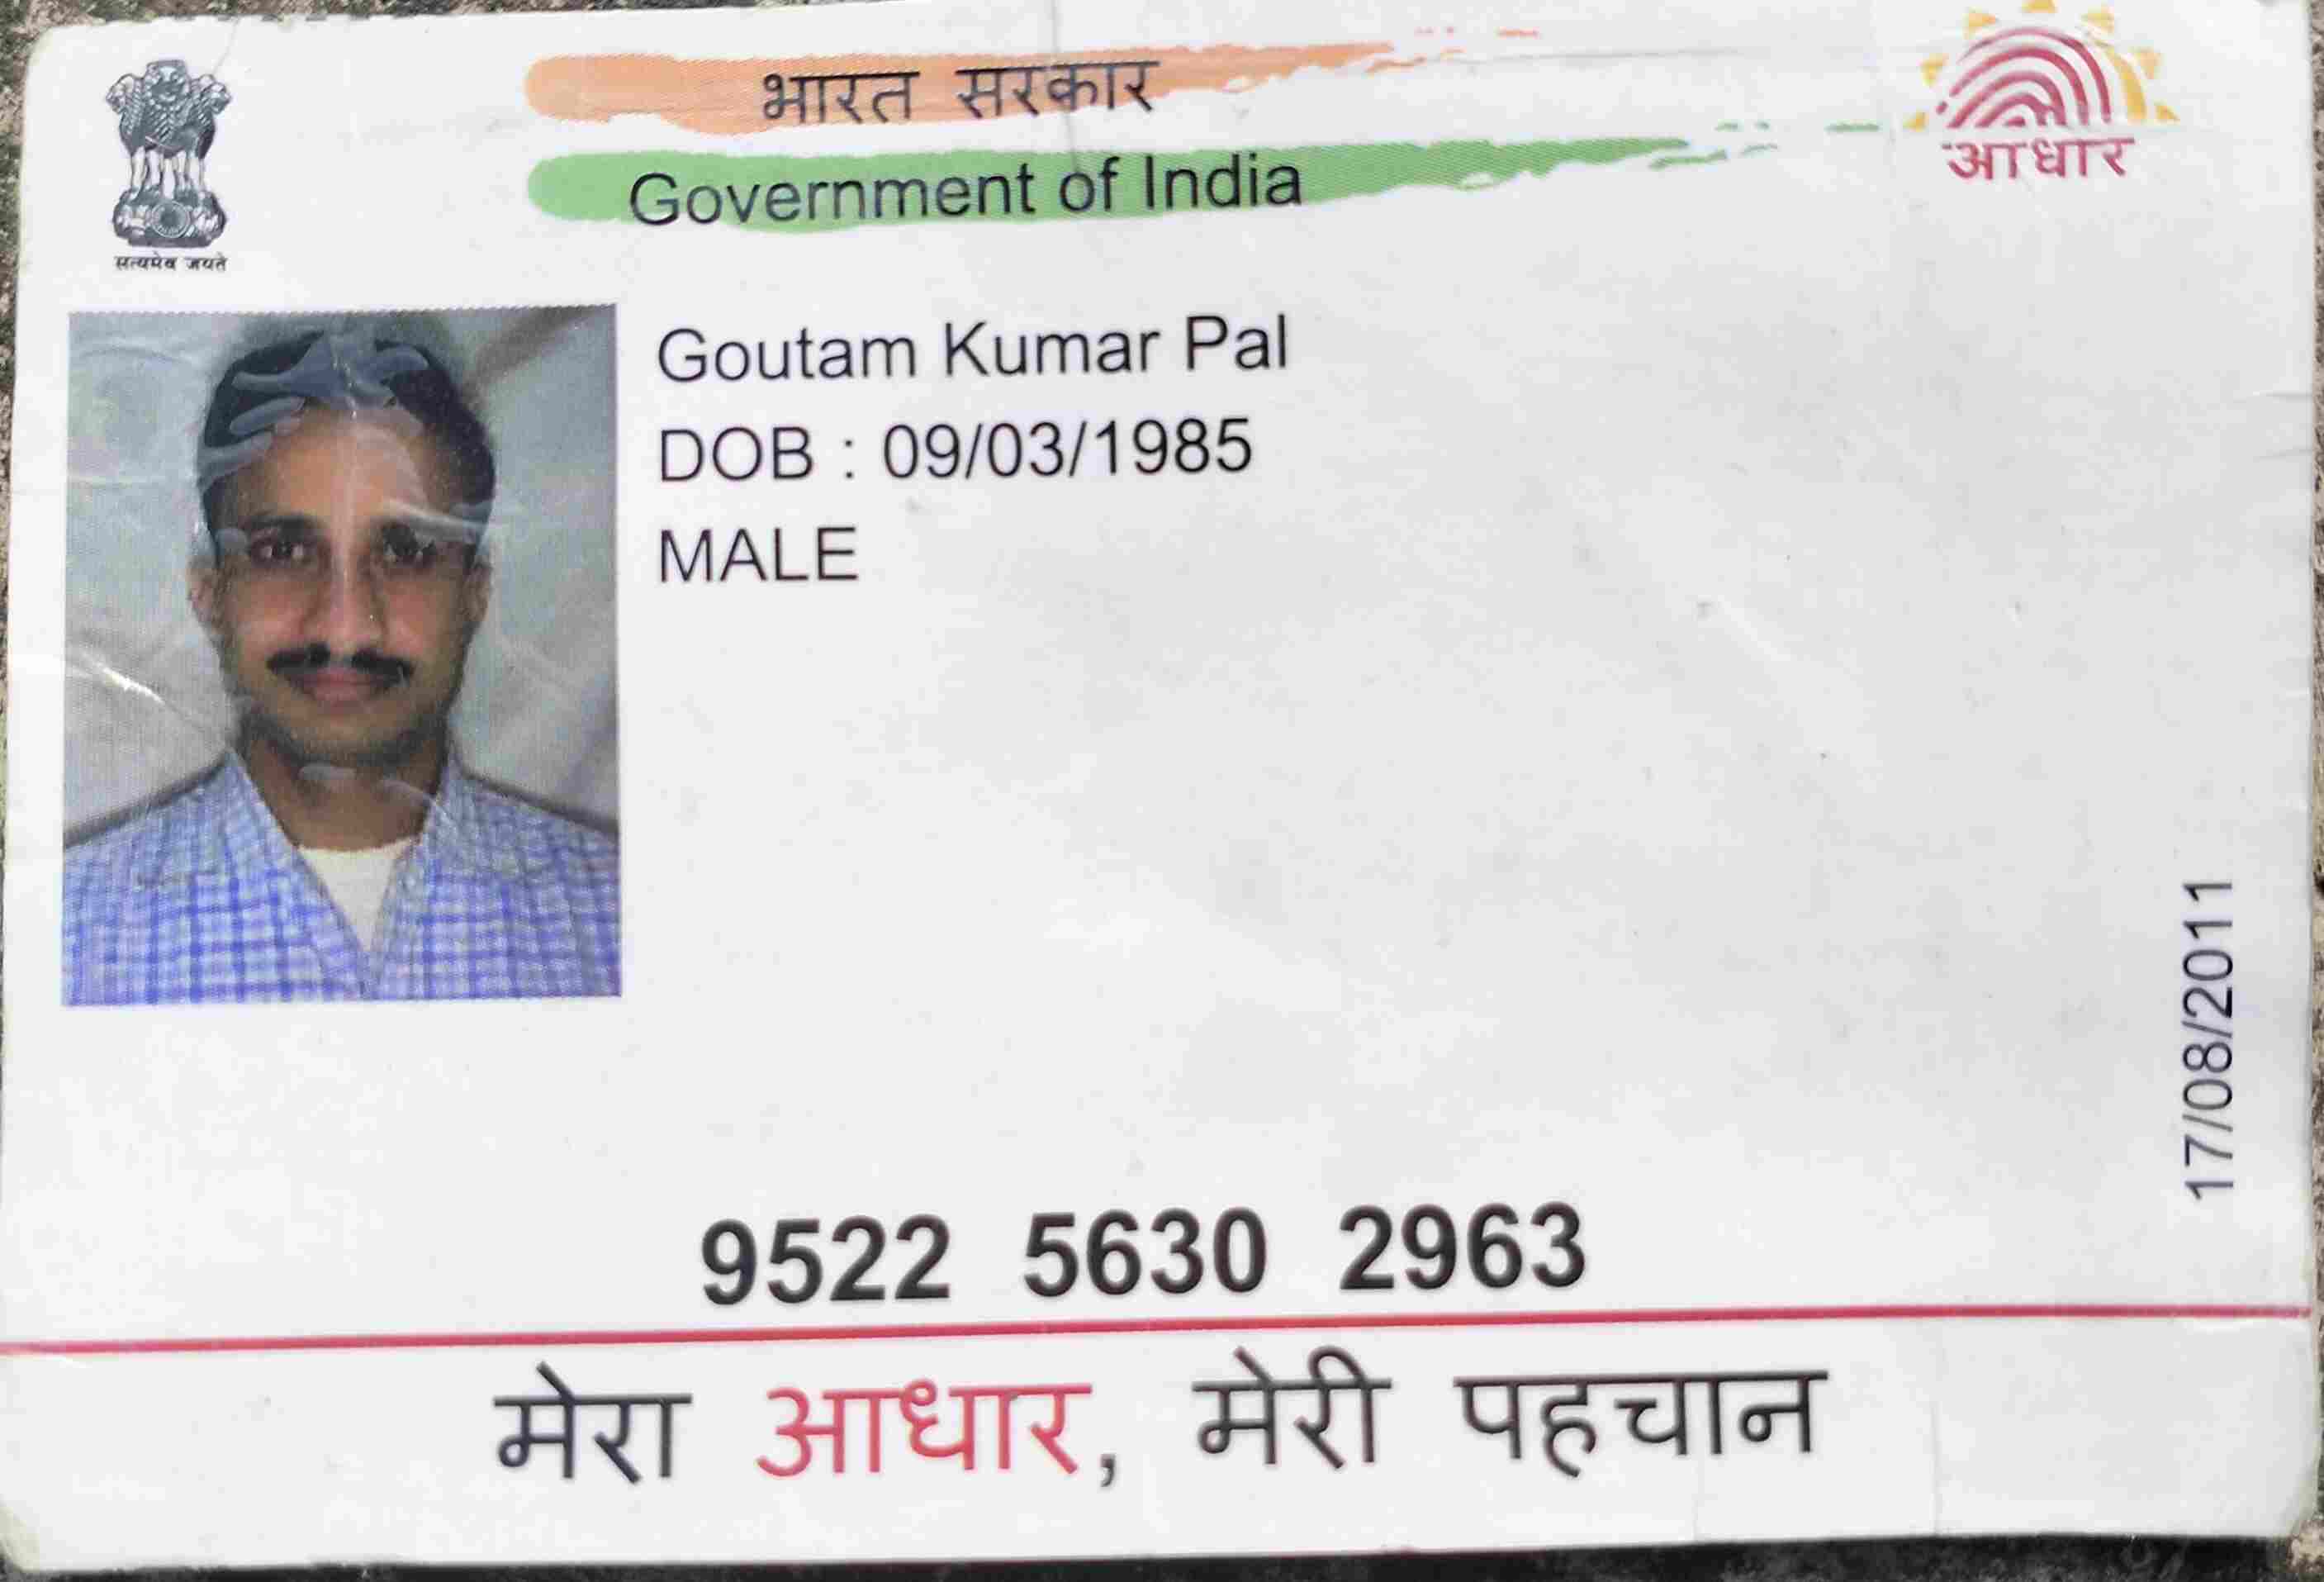 भारत सरकार
Government of India
आधार
सत्यमेव जयते
Goutam Kumar Pal
DOB : 09/03/1985
MALE
17/08/2011
9522 5630 2963
मेरा आधार, मेरी पहचान